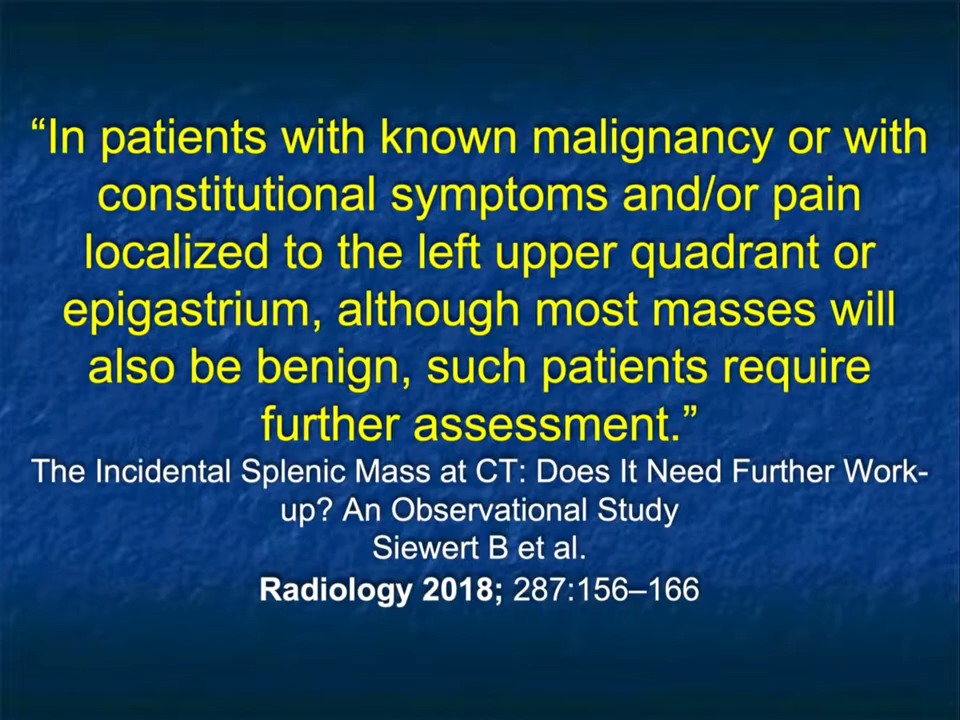 “In patients with known malignancy or with
constitutional symptoms and/or pain
localized to the left upper quadrant or
epigastrium, although most masses will
also be benign, such patients require
further assessment.”
The Incidental Splenic Mass at CT: Does It Need Further Work-
up? An Observational Study
Siewert B et al.
Radiology 2018; 287:156–166